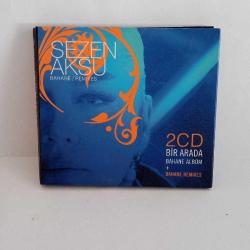 SEZEN
AKSU
BAHANE / REMIXES
2CD
BİR ARADA
BAHANE ALBÜM
+
BAHANE REMIXES